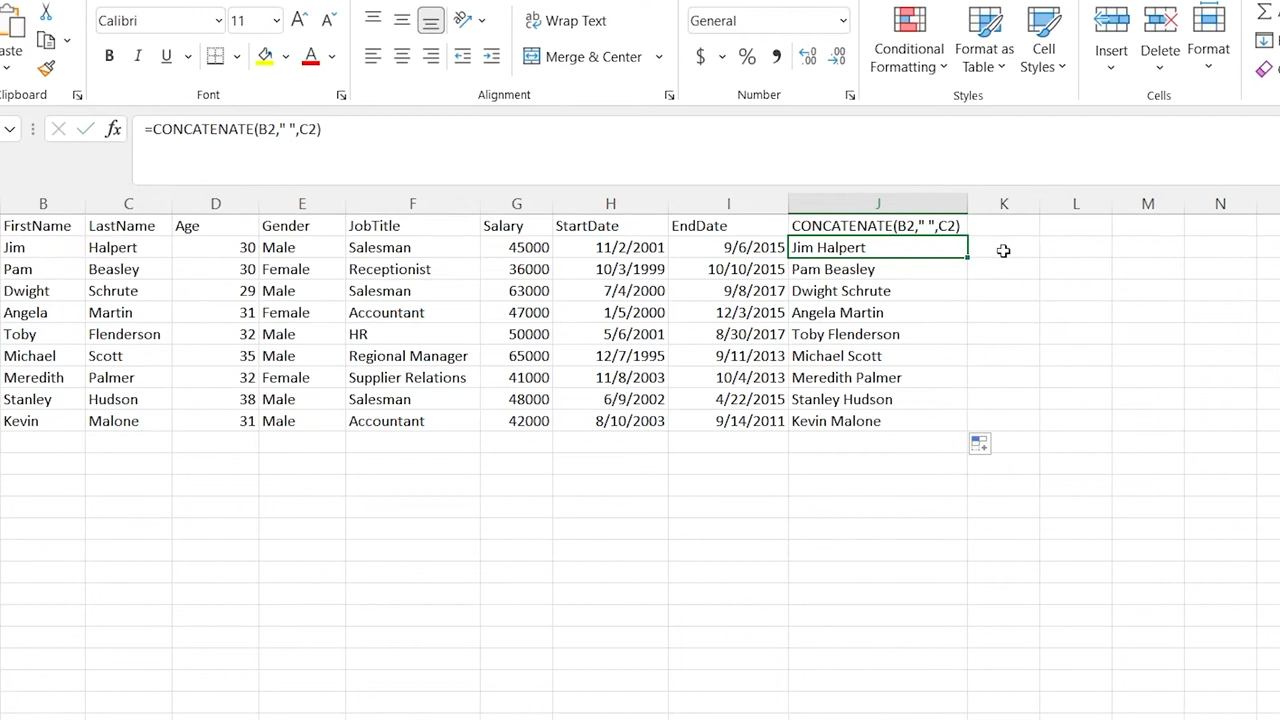 Calibri 11 A A Wrap Text General Conditional Formatting Format as Table Cell Styles Insert Delete Format
aste B I U A Merge & Center $ % 9
lipboard Font Alignment Number Styles Cells
fx =CONCATENATE(B2," ",C2)
B C D E F G H I J K L M N
FirstName LastName Age Gender JobTitle Salary StartDate EndDate CONCATENATE(B2," ",C2)
Jim Halpert 30 Male Salesman 45000 11/2/2001 9/6/2015 Jim Halpert
Pam Beasley 30 Female Receptionist 36000 10/3/1999 10/10/2015 Pam Beasley
Dwight Schrute 29 Male Salesman 63000 7/4/2000 9/8/2017 Dwight Schrute
Angela Martin 31 Female Accountant 47000 1/5/2000 12/3/2015 Angela Martin
Toby Flenderson 32 Male HR 50000 5/6/2001 8/30/2017 Toby Flenderson
Michael Scott 35 Male Regional Manager 65000 12/7/1995 9/11/2013 Michael Scott
Meredith Palmer 32 Female Supplier Relations 41000 11/8/2003 10/4/2013 Meredith Palmer
Stanley Hudson 38 Male Salesman 48000 6/9/2002 4/22/2015 Stanley Hudson
Kevin Malone 31 Male Accountant 42000 8/10/2003 9/14/2011 Kevin Malone